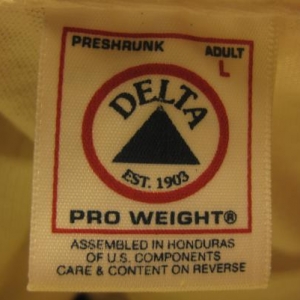 PRESHRUNK ADULT
L
DELTA
EST. 1903
PRO WEIGHT®
ASSEMBLED IN HONDURAS
OF U.S. COMPONENTS
CARE & CONTENT ON REVERSE